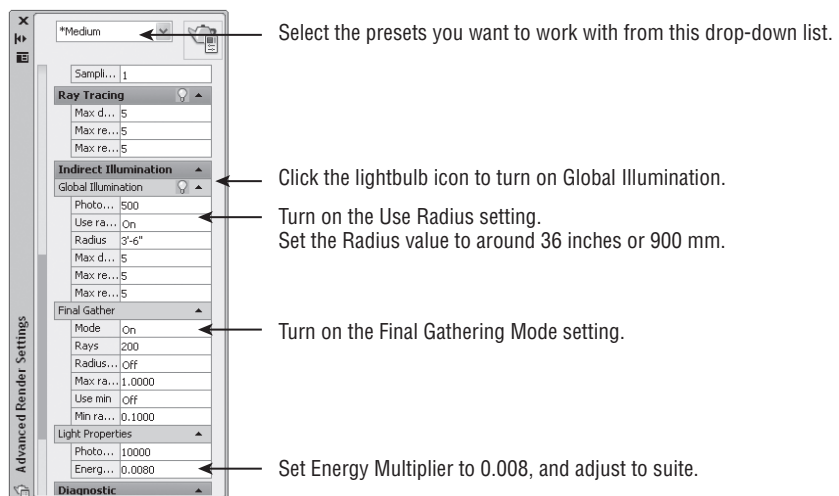 *Medium
Select the presets you want to work with from this drop-down list.
Sampli... 1
Ray Tracing
Max d... 5
Max re... 5
Max re... 5
Indirect Illumination
Global Illumination
Click the lightbulb icon to turn on Global Illumination.
Photo... 500
Use ra... On
Turn on the Use Radius setting.
Radius 3'-6"
Set the Radius value to around 36 inches or 900 mm.
Max d... 5
Max re... 5
Max re... 5
Final Gather
Mode On
Turn on the Final Gathering Mode setting.
Rays 200
Radius... Off
Max ra... 1.0000
Use min Off
Min ra... 0.1000
Light Properties
Photo... 10000
Energ... 0.0080
Set Energy Multiplier to 0.008, and adjust to suite.
Diagnostic
Advanced Render Settings